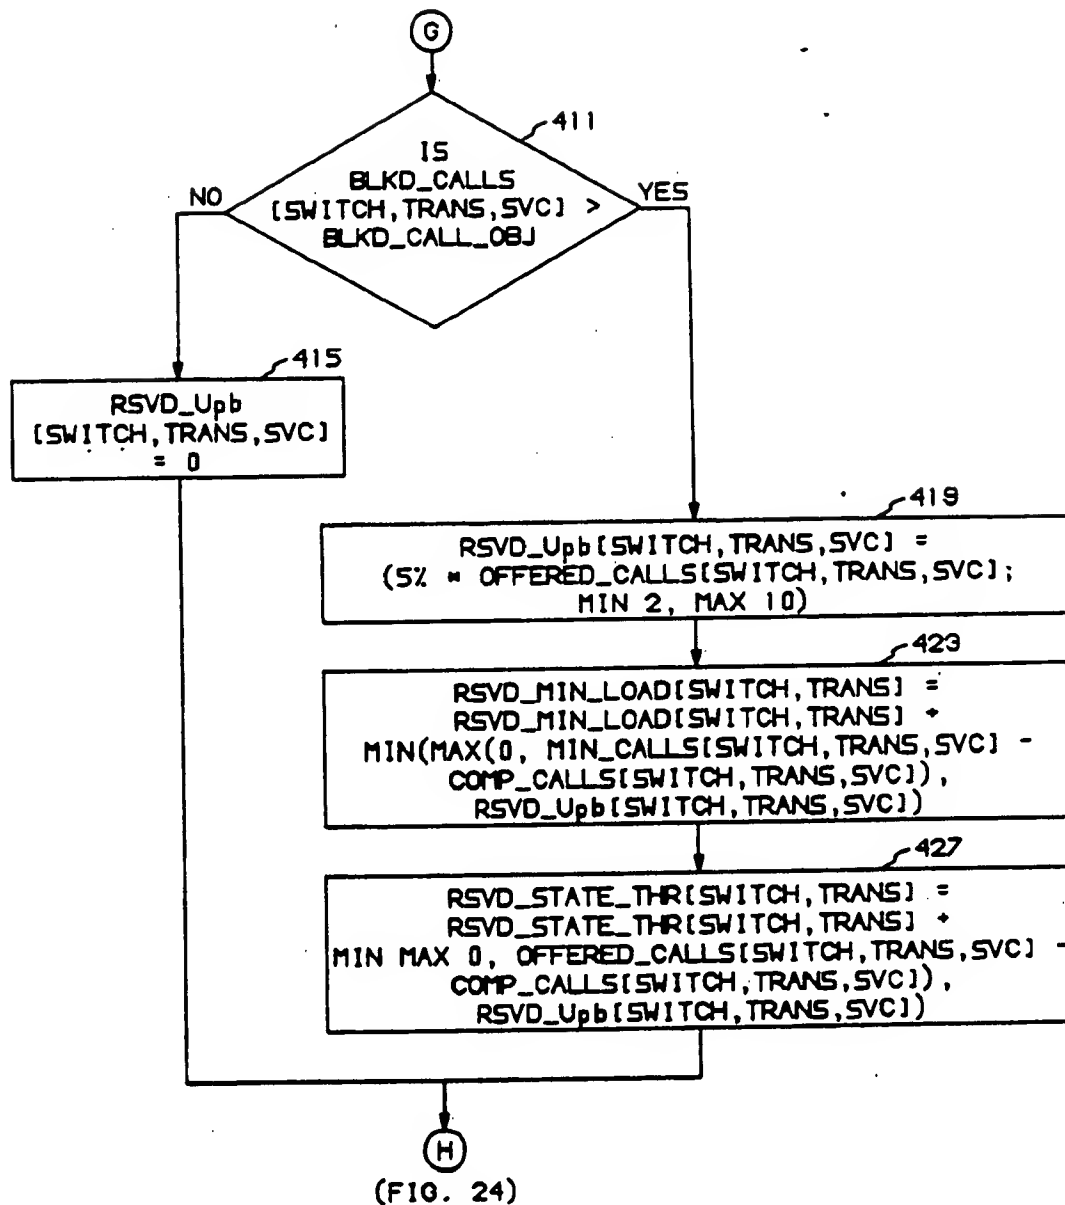 G
411
IS
BLKD_CALLS
[SWITCH,TRANS,SVC] >
BLKD_CALL_OBJ
NO
YES
415
RSVD_Upb
[SWITCH,TRANS,SVC]
= 0
419
RSVD_Upb[SWITCH,TRANS,SVC] =
(5% * OFFERED_CALLS[SWITCH,TRANS,SVC];
MIN 2, MAX 10)
423
RSVD_MIN_LOAD[SWITCH,TRANS] =
RSVD_MIN_LOAD[SWITCH,TRANS] +
MIN(MAX(0, MIN_CALLS[SWITCH,TRANS,SVC] -
COMP_CALLS[SWITCH,TRANS,SVC]),
RSVD_Upb[SWITCH,TRANS,SVC])
427
RSVD_STATE_THR[SWITCH,TRANS] =
RSVD_STATE_THR[SWITCH,TRANS] +
MIN MAX 0, OFFERED_CALLS[SWITCH,TRANS,SVC] -
COMP_CALLS[SWITCH,TRANS,SVC]),
RSVD_Upb[SWITCH,TRANS,SVC])
H
(FIG. 24)